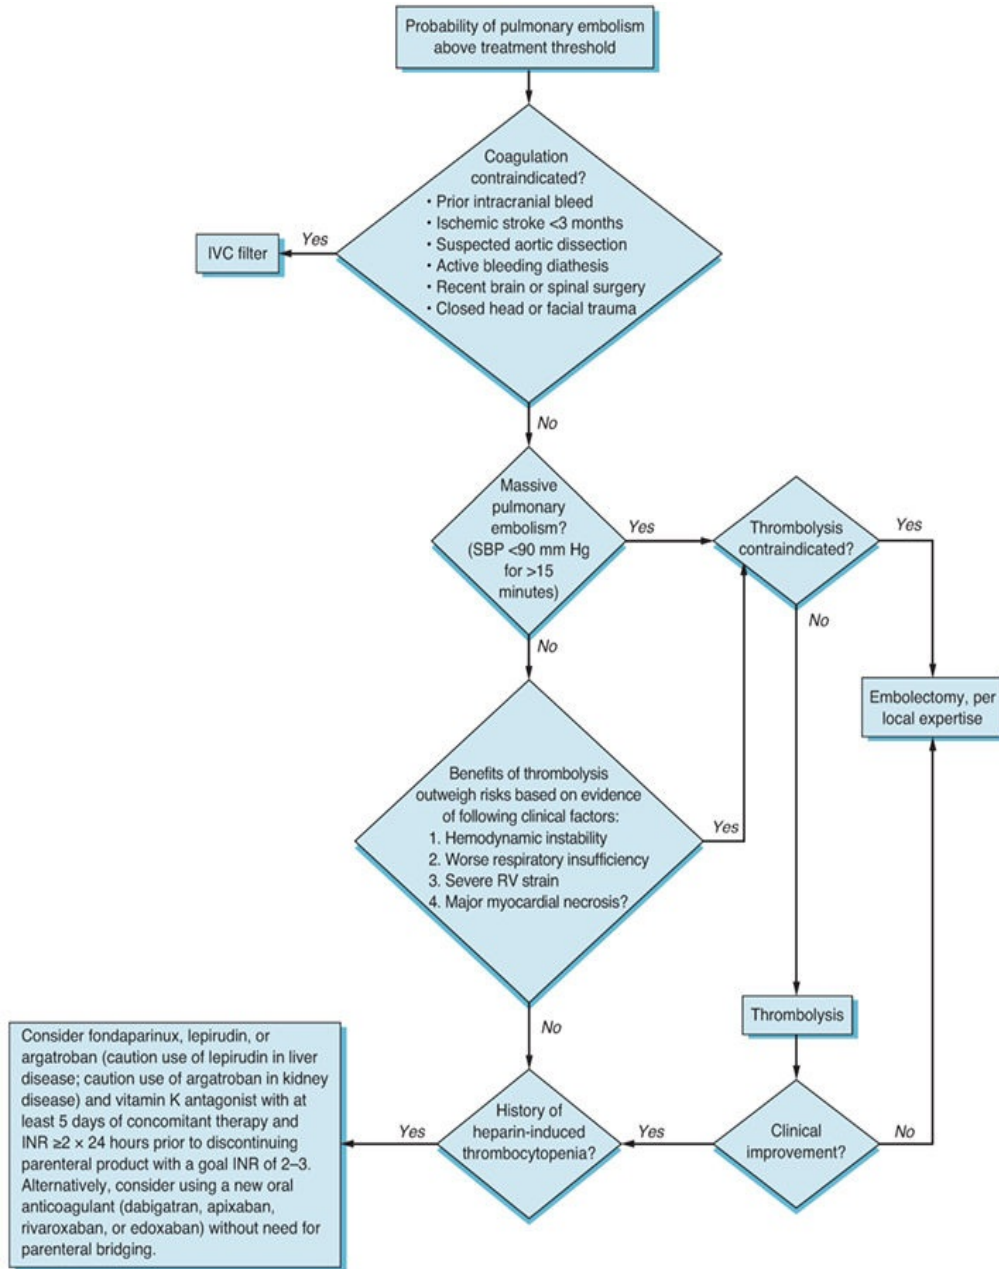 Probability of pulmonary embolism
above treatment threshold
Coagulation
contraindicated?
• Prior intracranial bleed
• Ischemic stroke <3 months
• Suspected aortic dissection
• Active bleeding diathesis
• Recent brain or spinal surgery
• Closed head or facial trauma
Yes
IVC filter
No
Massive
pulmonary
embolism?
(SBP <90 mm Hg
for >15
minutes)
Yes
Thrombolysis
contraindicated?
Yes
No
No
Embolectomy, per
local expertise
Benefits of thrombolysis
outweigh risks based on evidence
of following clinical factors:
1. Hemodynamic instability
2. Worse respiratory insufficiency
3. Severe RV strain
4. Major myocardial necrosis?
Yes
No
Thrombolysis
Clinical
improvement?
No
Yes
History of
heparin-induced
thrombocytopenia?
Yes
Consider fondaparinux, lepirudin, or
argatroban (caution use of lepirudin in liver
disease; caution use of argatroban in kidney
disease) and vitamin K antagonist with at
least 5 days of concomitant therapy and
INR ≥2 × 24 hours prior to discontinuing
parenteral product with a goal INR of 2–3.
Alternatively, consider using a new oral
anticoagulant (dabigatran, apixaban,
rivaroxaban, or edoxaban) without need for
parenteral bridging.